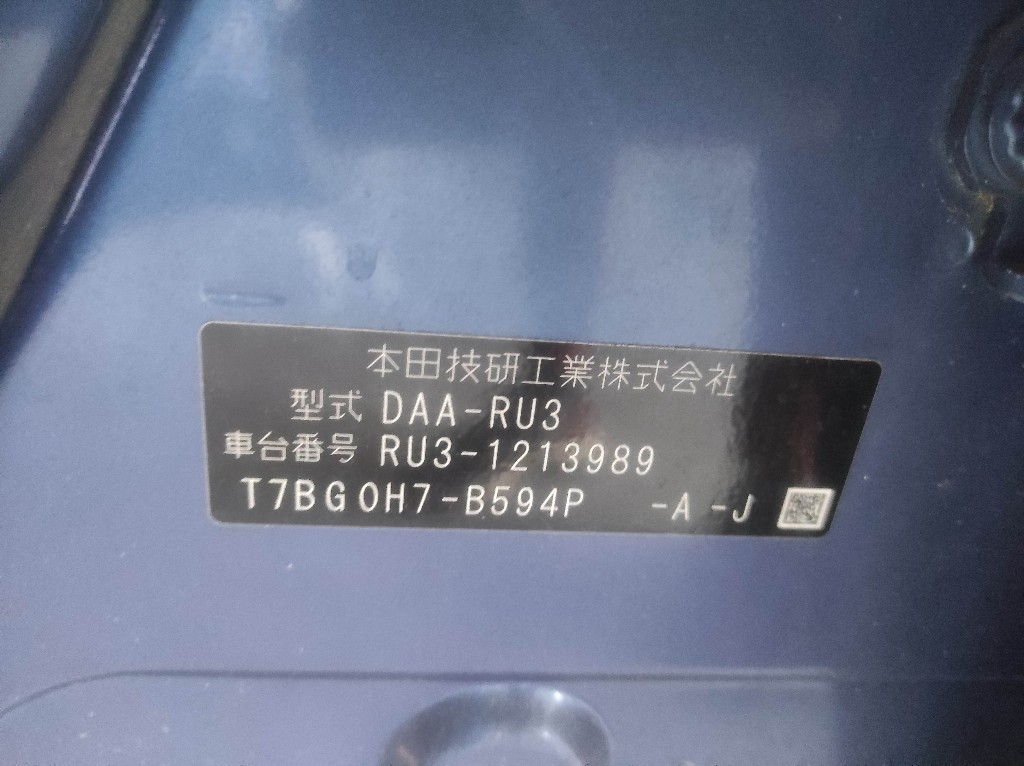 本田技研工業株式会社
型式 DAA-RU3
車台番号 RU3-1213989
T7BG0H7-B594P -A -J